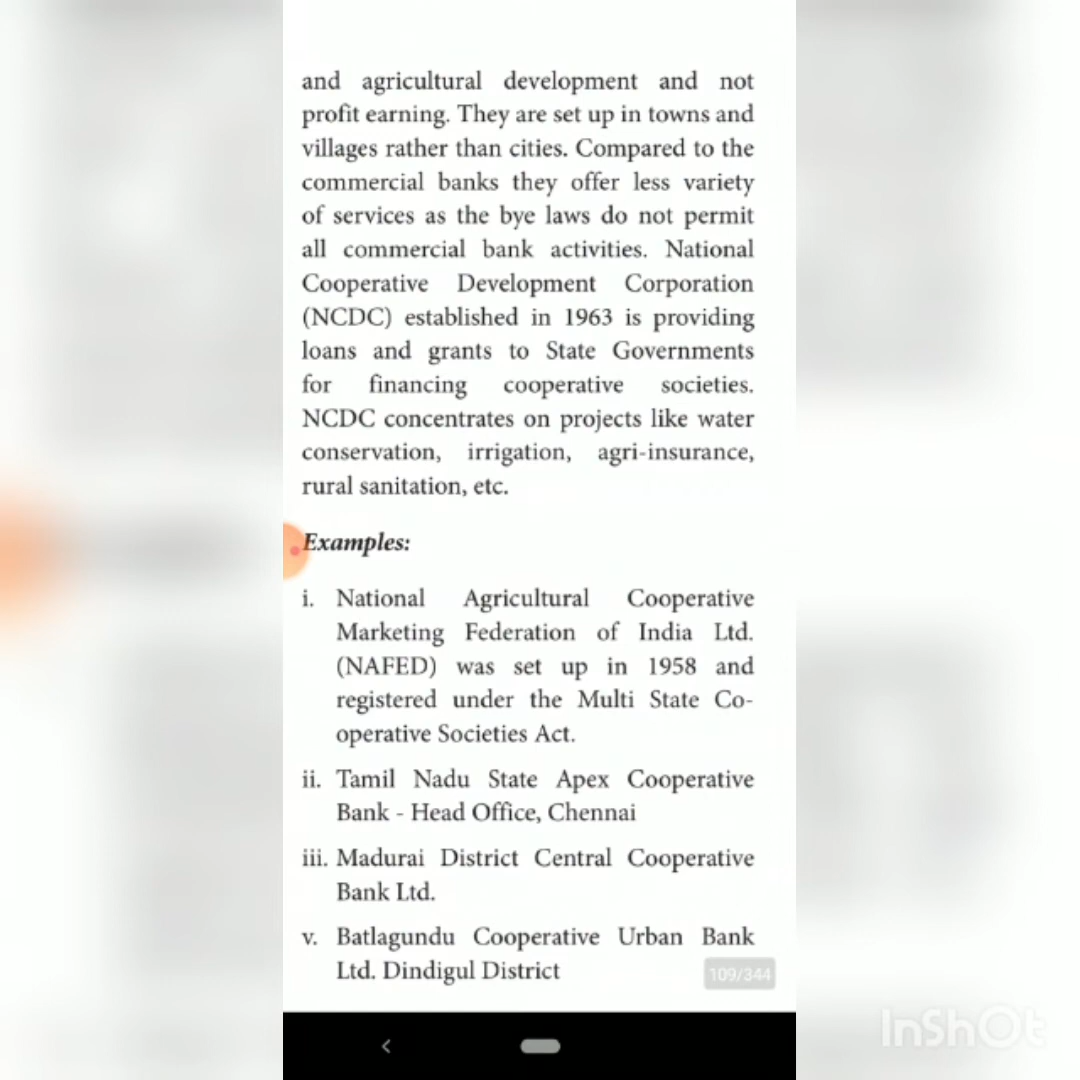 and agricultural development and not
profit earning. They are set up in towns and
villages rather than cities. Compared to the
commercial banks they offer less variety
of services as the bye laws do not permit
all commercial bank activities. National
Cooperative Development Corporation
(NCDC) established in 1963 is providing
loans and grants to State Governments
for financing cooperative societies.
NCDC concentrates on projects like water
conservation, irrigation, agri-insurance,
rural sanitation, etc.
Examples:
i. National Agricultural Cooperative
Marketing Federation of India Ltd.
(NAFED) was set up in 1958 and
registered under the Multi State Co-
operative Societies Act.
ii. Tamil Nadu State Apex Cooperative
Bank - Head Office, Chennai
iii. Madurai District Central Cooperative
Bank Ltd.
v. Batlagundu Cooperative Urban Bank
Ltd. Dindigul District
109/344
InShOt